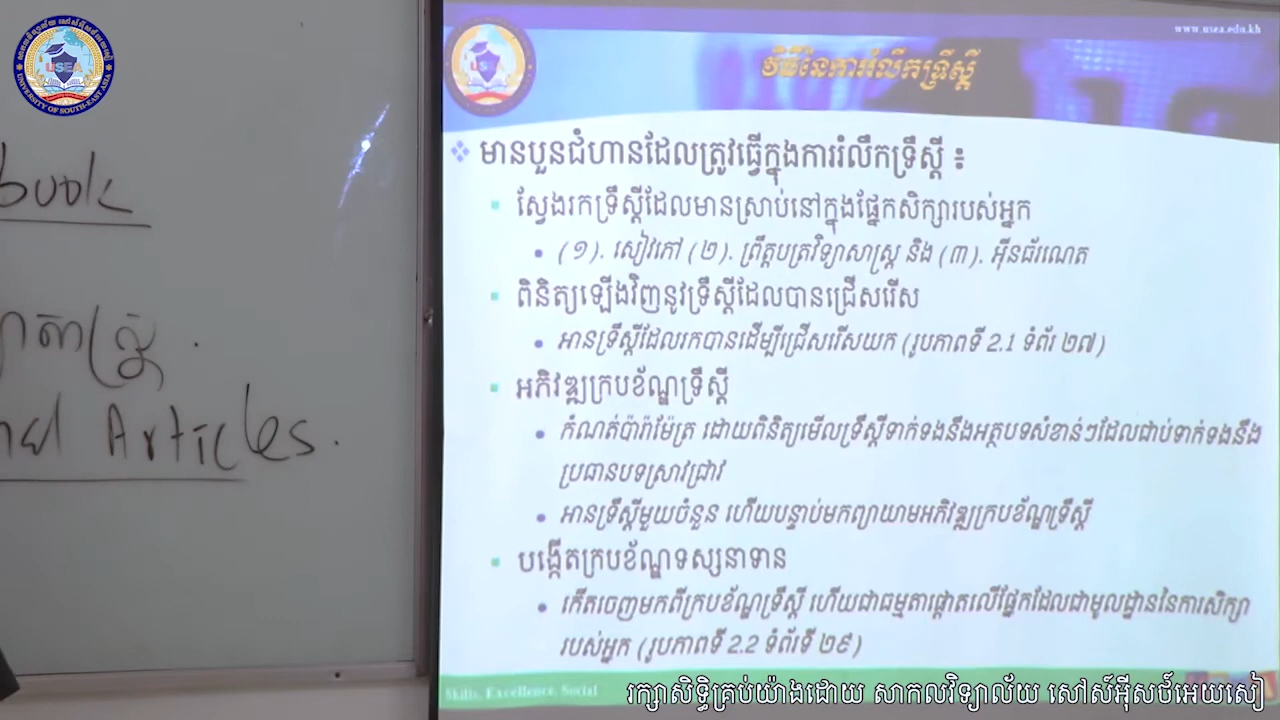 www.usea.edu.kh
USEA
UNIVERSITY OF SOUTH-EAST ASIA
វិធីនៃការរំលឹកទ្រឹស្ដី
book
មានបួនជំហានដែលត្រូវធ្វើក្នុងការរំលឹកទ្រឹស្ដី ៖
ស្វែងរកទ្រឹស្ដីដែលមានស្រាប់នៅក្នុងផ្នែកសិក្សារបស់អ្នក
(១). សៀវភៅ (២). ព្រឹត្តបត្រវិទ្យាសាស្ត្រ និង (៣). អ៊ីនធ័រណេត
ពិនិត្យឡើងវិញនូវទ្រឹស្ដីដែលបានជ្រើសរើស
អានទ្រឹស្ដីដែលរកបានដើម្បីជ្រើសរើសយក (រូបភាពទី 2.1 ទំព័រ ២៧)
អភិវឌ្ឍក្របខ័ណ្ឌទ្រឹស្ដី
Articles.
កំណត់ប៉ារ៉ាម៉ែត្រ ដោយពិនិត្យមើលទ្រឹស្ដីទាក់ទងនឹងអត្ថបទសំខាន់ៗដែលជាប់ទាក់ទងនឹង
ប្រធានបទស្រាវជ្រាវ
អានទ្រឹស្ដីមួយចំនួន ហើយបន្ទាប់មកព្យាយាមអភិវឌ្ឍក្របខ័ណ្ឌទ្រឹស្ដី
បង្កើតក្របខ័ណ្ឌទស្សនាទាន
កើតចេញមកពីក្របខ័ណ្ឌទ្រឹស្ដី ហើយជាធម្មតាផ្ដោតលើផ្នែកដែលជាមូលដ្ឋាននៃការសិក្សា
របស់អ្នក (រូបភាពទី 2.2 ទំព័រទី ២៩)
Skills, Excellence, Social
រក្សាសិទ្ធិគ្រប់យ៉ាងដោយ សាកលវិទ្យាល័យ សៅស៍អ៊ីសថ៍អេយសៀ